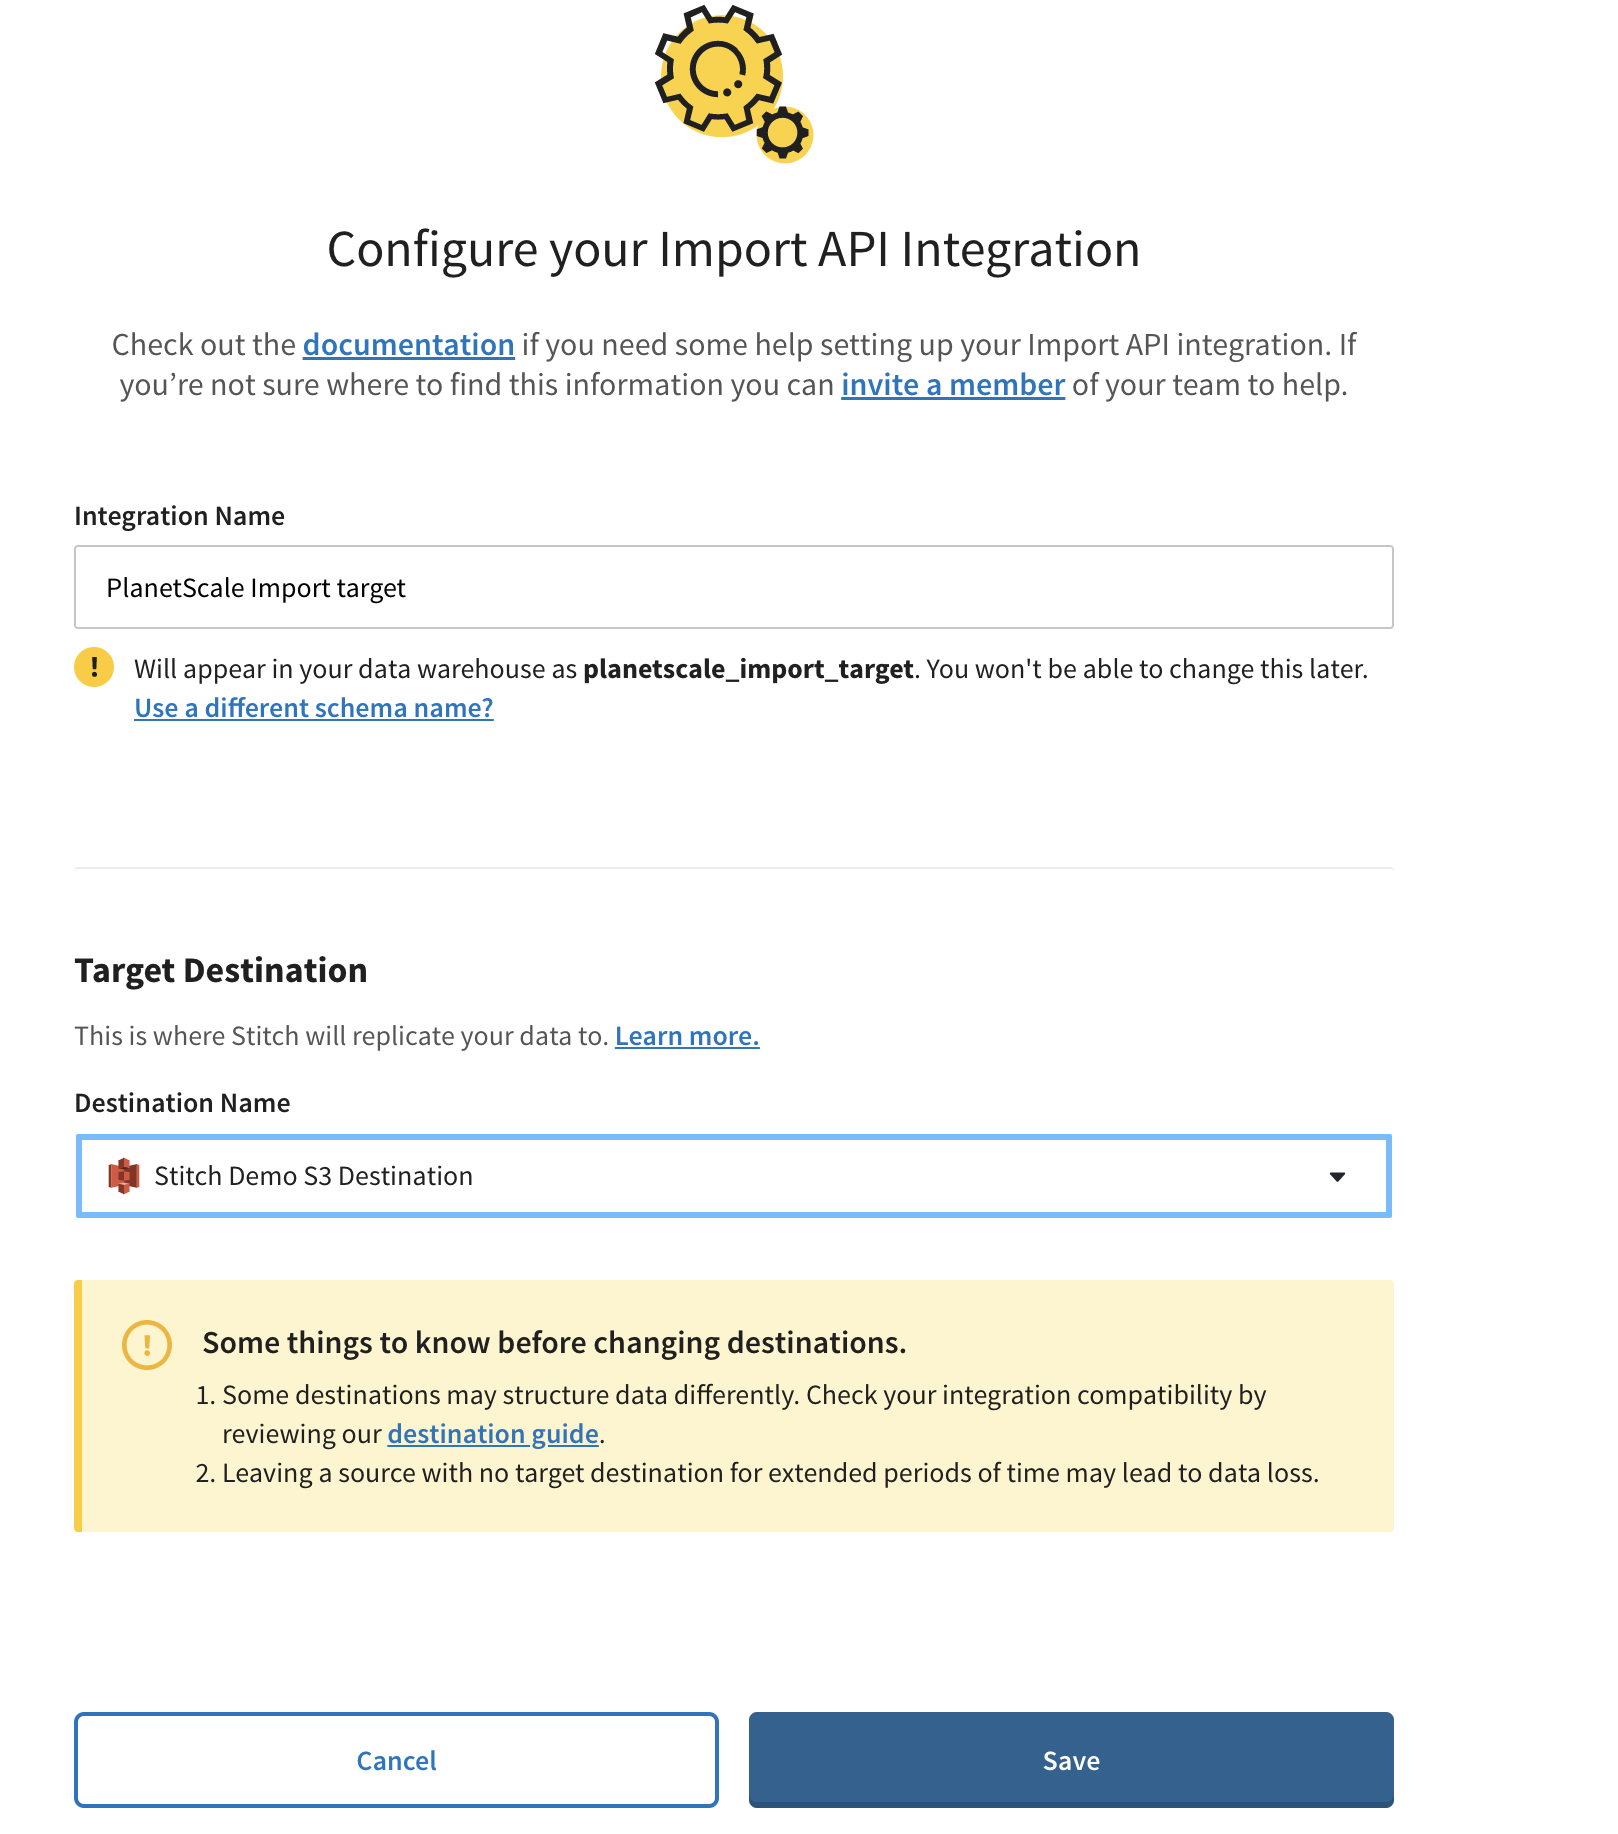 Configure your Import API Integration
Check out the documentation if you need some help setting up your Import API integration. If
you’re not sure where to find this information you can invite a member of your team to help.
Integration Name
PlanetScale Import target
! Will appear in your data warehouse as planetscale_import_target. You won't be able to change this later.
Use a different schema name?
Target Destination
This is where Stitch will replicate your data to. Learn more.
Destination Name
Stitch Demo S3 Destination
! Some things to know before changing destinations.
1. Some destinations may structure data differently. Check your integration compatibility by
reviewing our destination guide.
2. Leaving a source with no target destination for extended periods of time may lead to data loss.
Cancel
Save